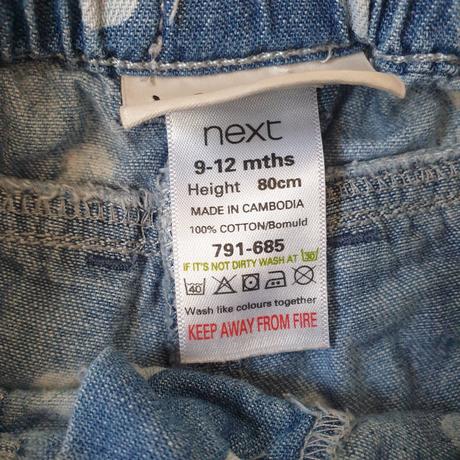 next
9-12 mths
Height 80cm
MADE IN CAMBODIA
100% COTTON/Bomuld
791-685
IF IT'S NOT DIRTY WASH AT 30
40
Wash like colours together
KEEP AWAY FROM FIRE